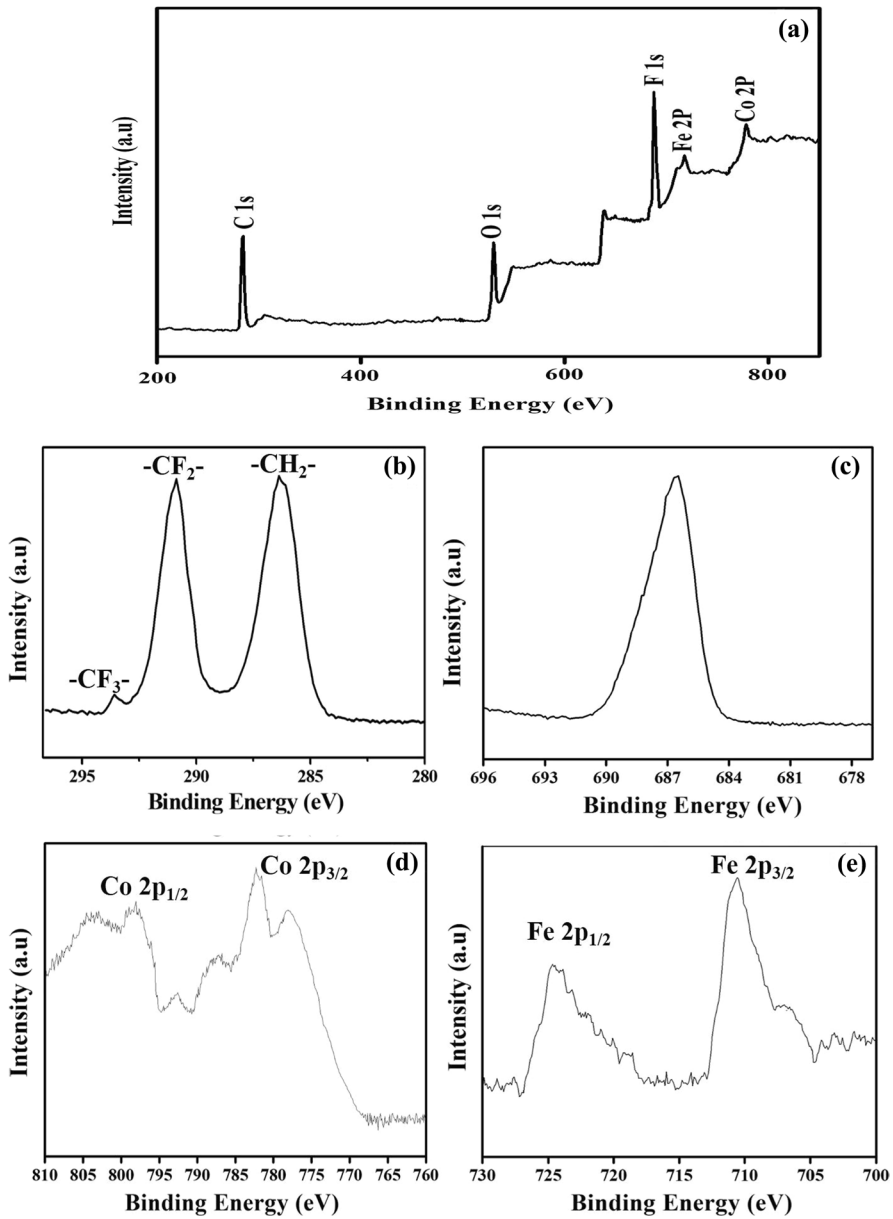 (a)
Intensity (a.u)
C 1s
O 1s
F 1s
Fe 2P
Co 2P
200 400 600 800
Binding Energy (eV)
(b)
-CF₂- -CH₂-
-CF₃-
Intensity (a.u)
295 290 285 280
Binding Energy (eV)
(c)
Intensity (a.u)
696 693 690 687 684 681 678
Binding Energy (eV)
(d)
Co 2p₃/₂
Co 2p₁/₂
Intensity (a.u)
810 805 800 795 790 785 780 775 770 765 760
Binding Energy (eV)
(e)
Fe 2p₃/₂
Fe 2p₁/₂
Intensity (a.u)
730 725 720 715 710 705 700
Binding Energy (eV)